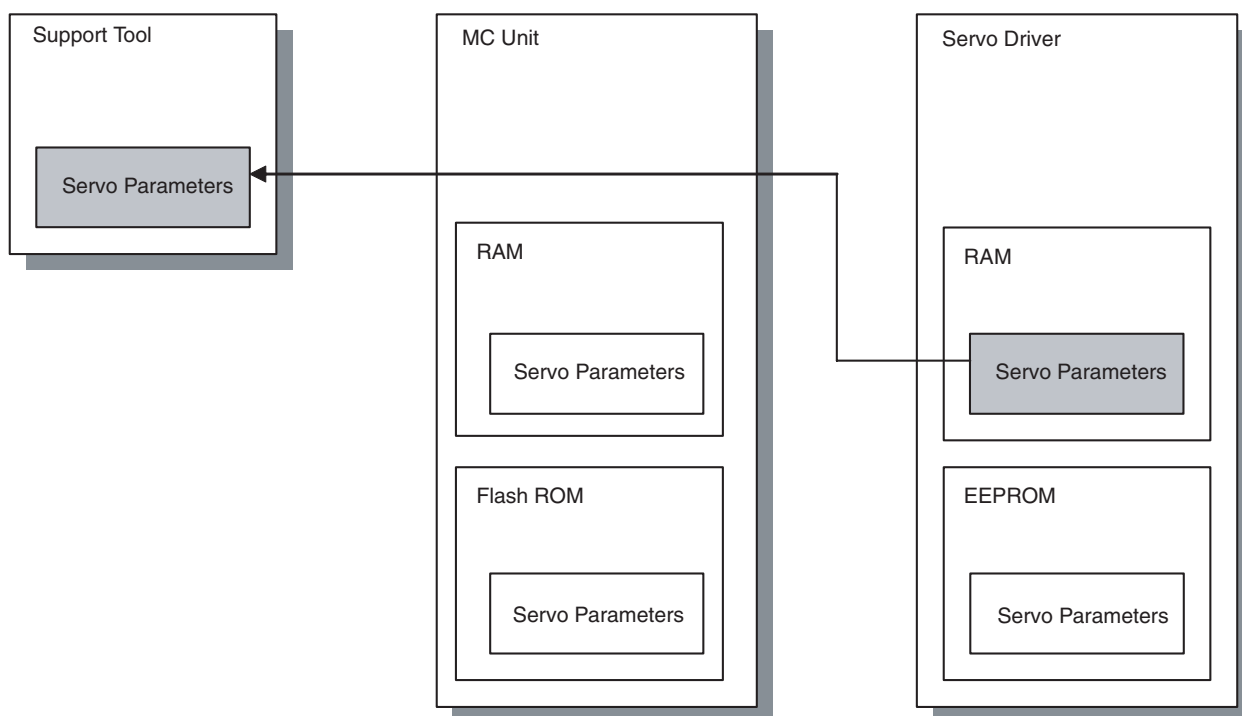 Support Tool
Servo Parameters
MC Unit
RAM
Servo Parameters
Flash ROM
Servo Parameters
Servo Driver
RAM
Servo Parameters
EEPROM
Servo Parameters